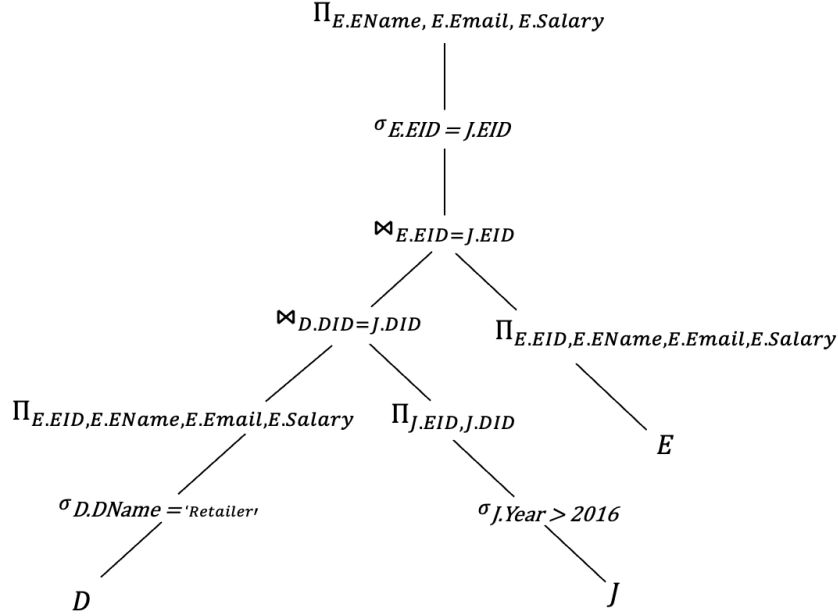 Π E.EName, E.Email, E.Salary
σ E.EID = J.EID
⋈ E.EID=J.EID
⋈ D.DID=J.DID
Π E.EID,E.EName,E.Email,E.Salary
Π E.EID,E.EName,E.Email,E.Salary
Π J.EID,J.DID
E
σ D.DName = 'Retailer'
σ J.Year > 2016
D
J